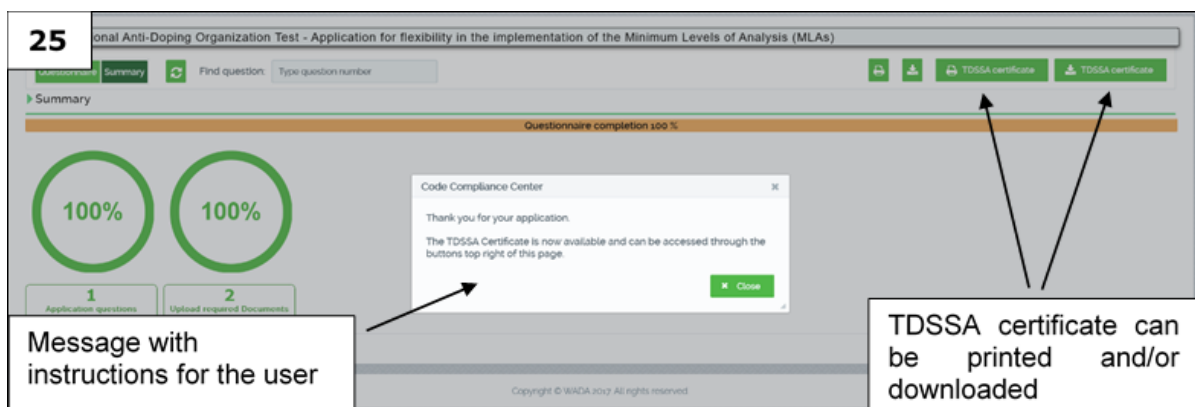 25
onal Anti-Doping Organization Test - Application for flexibility in the implementation of the Minimum Levels of Analysis (MLAs)
Questionnaire Summary Find question: Type question number TDSSA certificate TDSSA certificate
Summary
Questionnaire completion 100 %
100% 100%
Code Compliance Center
Thank you for your application.
The TDSSA Certificate is now available and can be accessed through the
buttons top right of this page.
Close
1
Application questions
2
Upload required Documents
Message with
instructions for the user
TDSSA certificate can
be printed and/or
downloaded
Copyright © WADA 2017 All rights reserved.